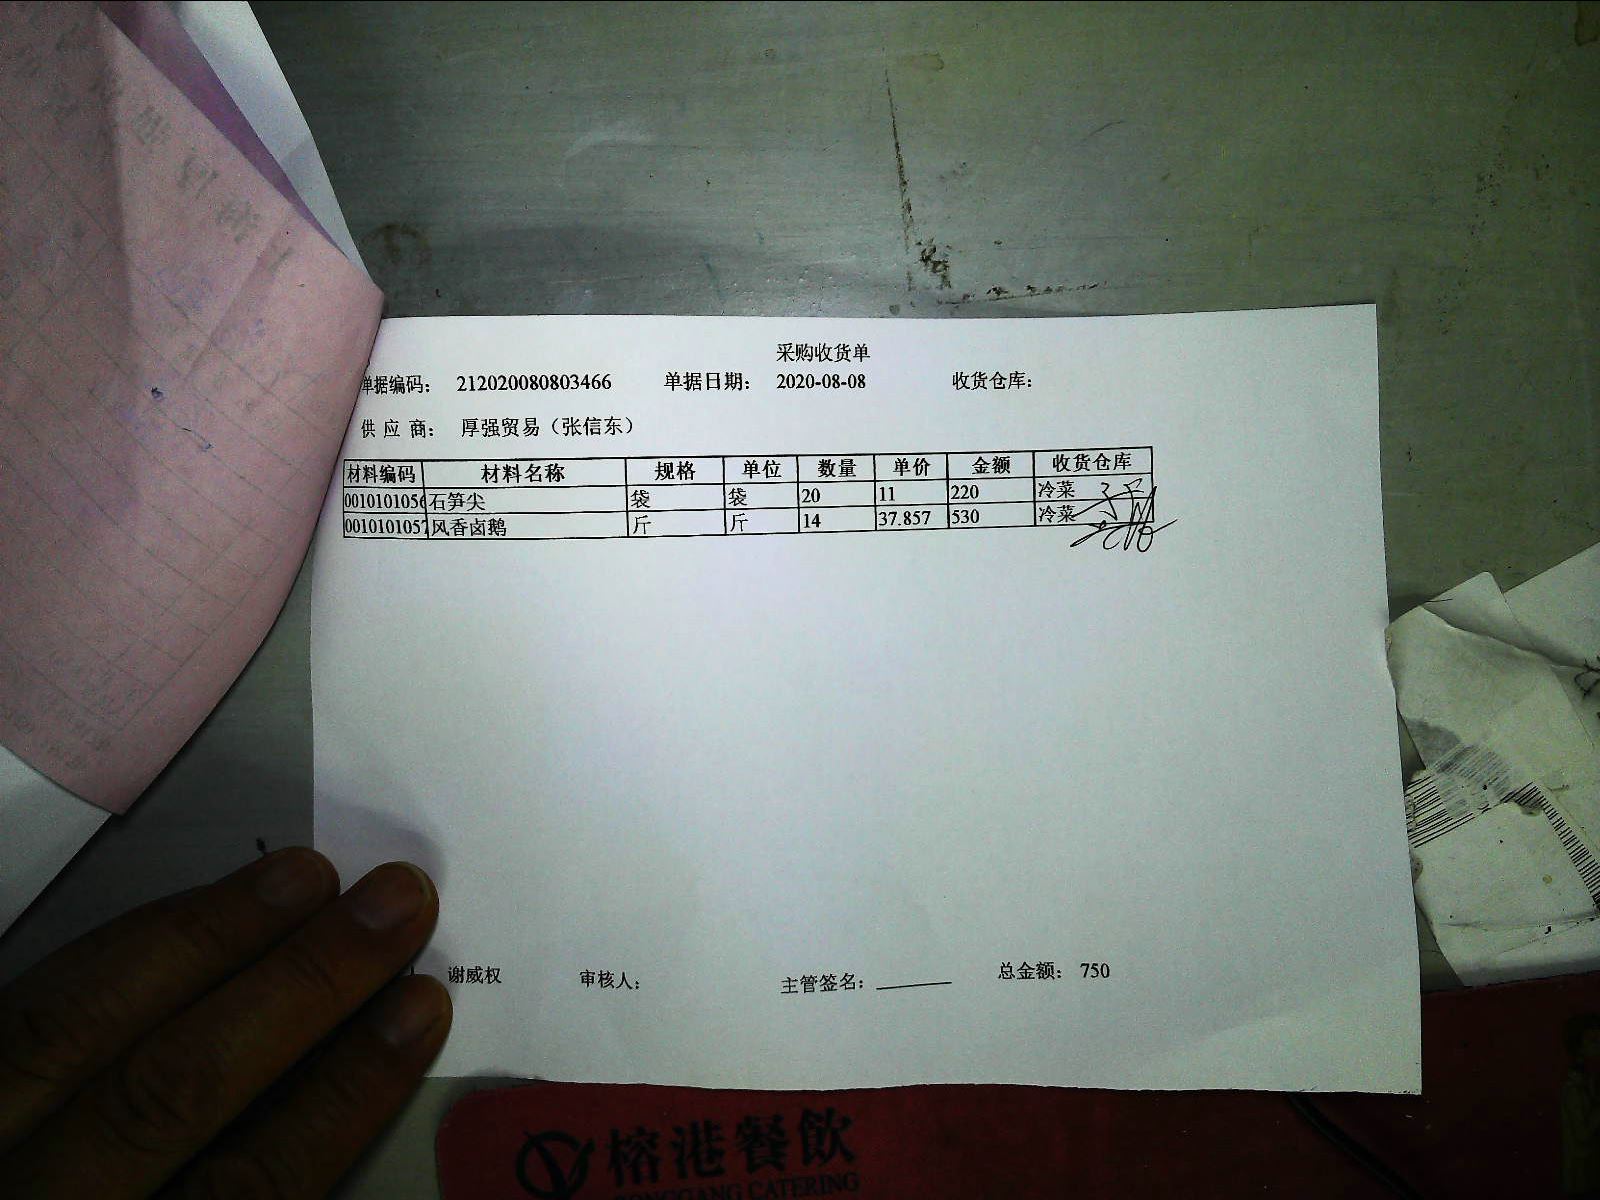 采购收货单
单据编码： 212020080803466 单据日期： 2020-08-08 收货仓库：
供 应 商： 厚强贸易（张信东）
材料编码 材料名称 规格 单位 数量 单价 金额 收货仓库
0010101056 石笋尖 袋 袋 20 11 220 冷菜
0010101057 风香卤鹅 斤 斤 14 37.857 530 冷菜
谢威权 审核人： 主管签名： 总金额： 750
榕港餐飲
CATERING